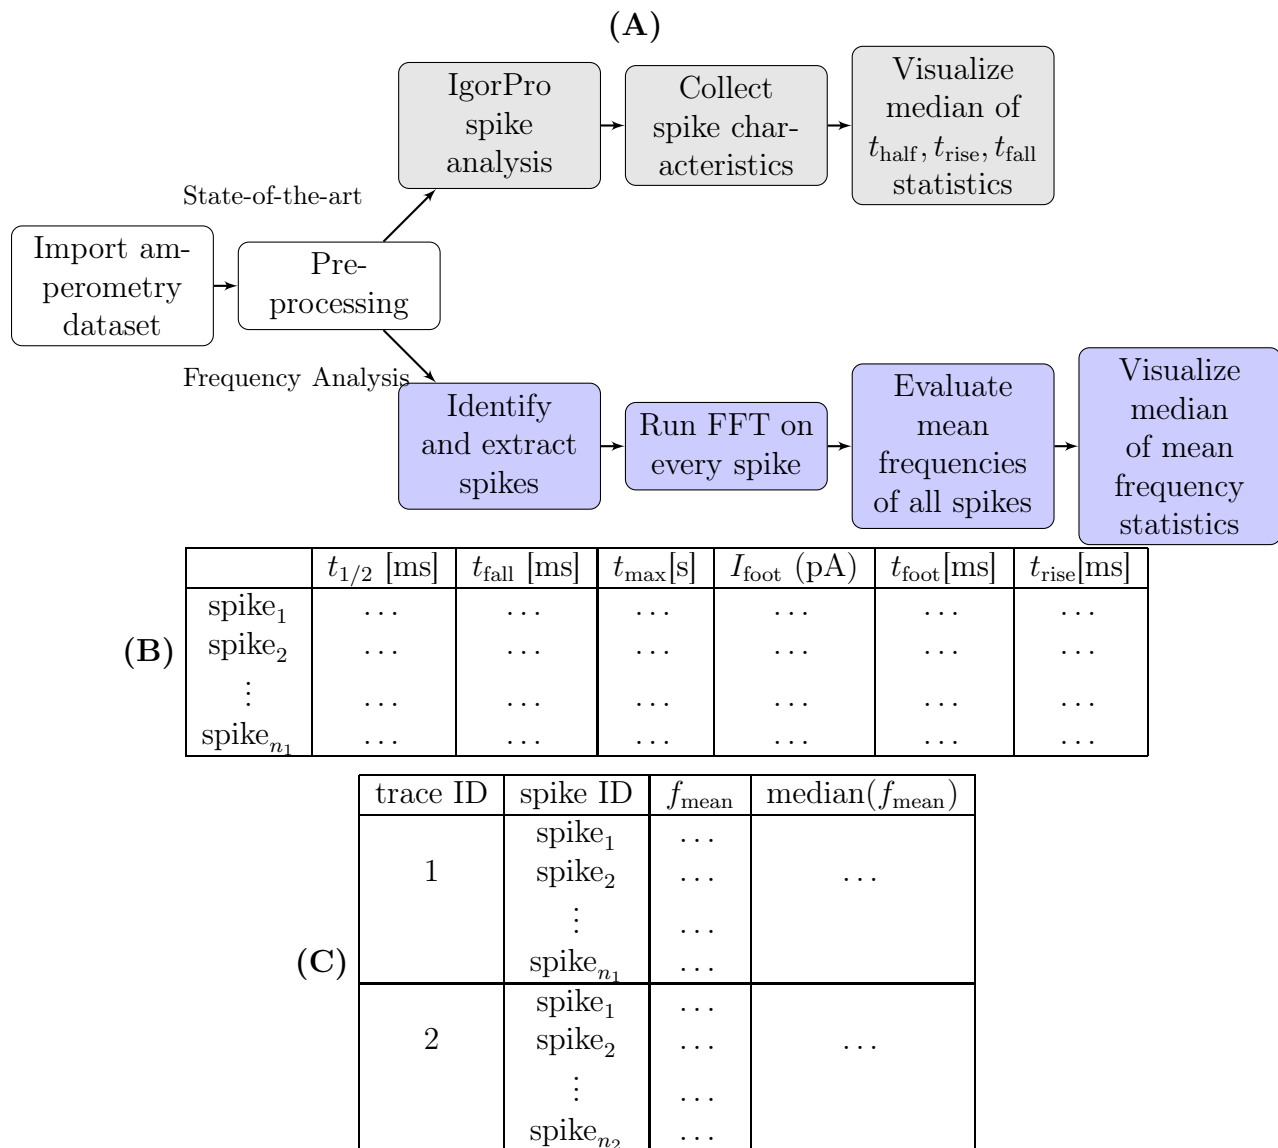 (A)
IgorPro
spike
analysis
Collect
spike char-
acteristics
Visualize
median of
t_half, t_rise, t_fall
statistics
State-of-the-art
Import am-
perometry
dataset
Pre-
processing
Frequency Analysis
Identify
and extract
spikes
Run FFT on
every spike
Evaluate
mean
frequencies
of all spikes
Visualize
median
of mean
frequency
statistics
(B)
t_1/2 [ms] t_fall [ms] t_max[s] I_foot (pA) t_foot[ms] t_rise[ms]
spike_1 … … … … … …
spike_2 … … … … … …
⋮ … … … … … …
spike_n_1 … … … … … …
(C)
trace ID spike ID f_mean median(f_mean)
spike_1 …
1 spike_2 … …
⋮ …
spike_n_1 …
spike_1 …
2 spike_2 … …
⋮ …
spike_n_2 …